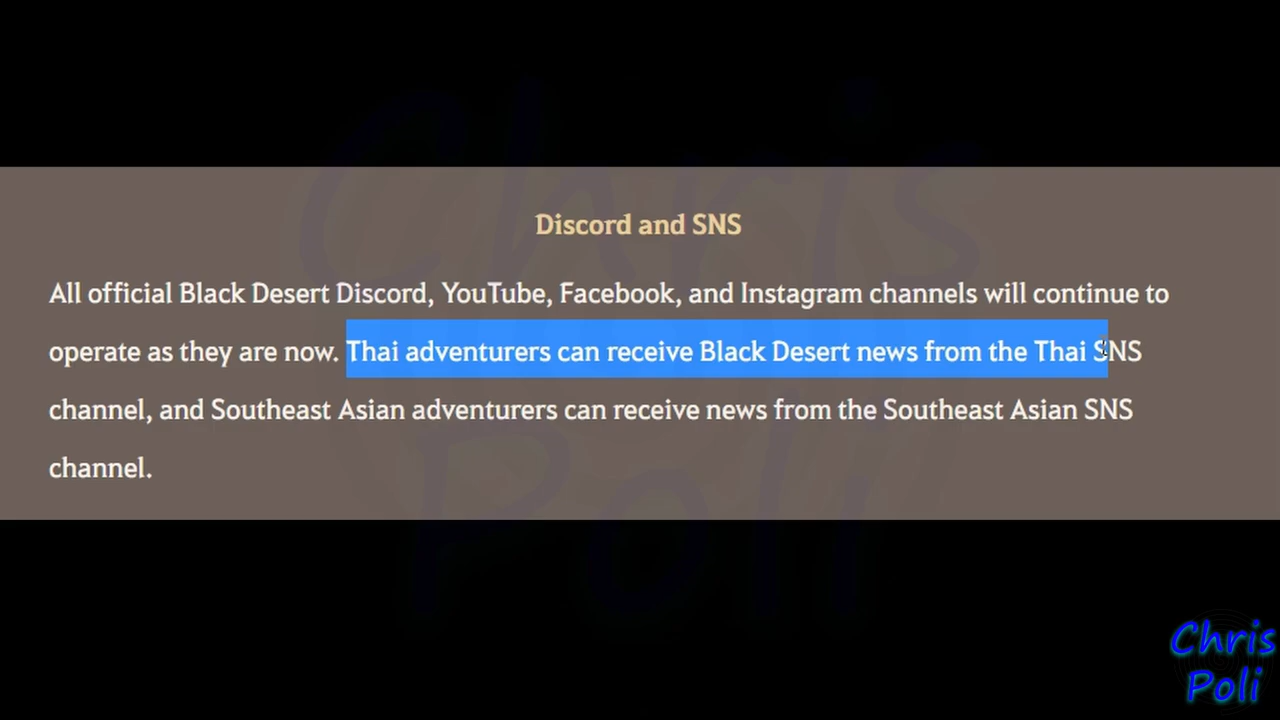 Discord and SNS
All official Black Desert Discord, YouTube, Facebook, and Instagram channels will continue to
operate as they are now. Thai adventurers can receive Black Desert news from the Thai SNS
channel, and Southeast Asian adventurers can receive news from the Southeast Asian SNS
channel.
Chris
Poli
Chris
Poli